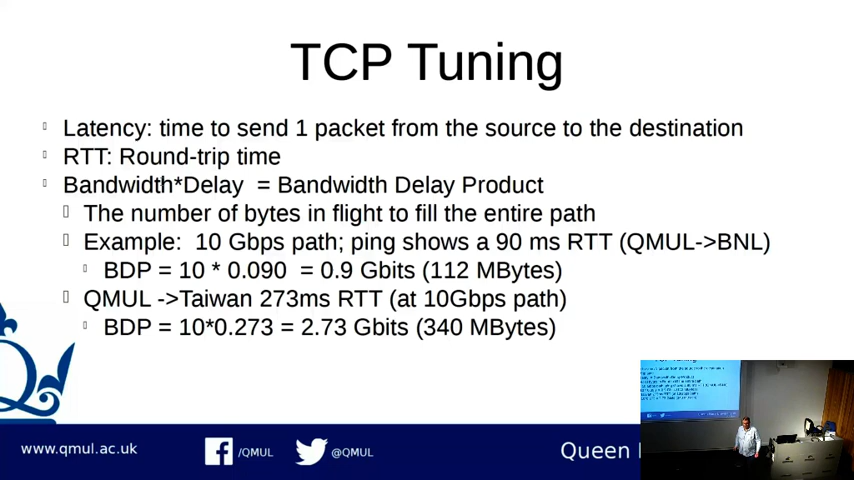 TCP Tuning
Latency: time to send 1 packet from the source to the destination
RTT: Round-trip time
Bandwidth*Delay = Bandwidth Delay Product
The number of bytes in flight to fill the entire path
Example: 10 Gbps path; ping shows a 90 ms RTT (QMUL->BNL)
BDP = 10 * 0.090 = 0.9 Gbits (112 MBytes)
QMUL ->Taiwan 273ms RTT (at 10Gbps path)
BDP = 10*0.273 = 2.73 Gbits (340 MBytes)
www.qmul.ac.uk /QMUL @QMUL Queen